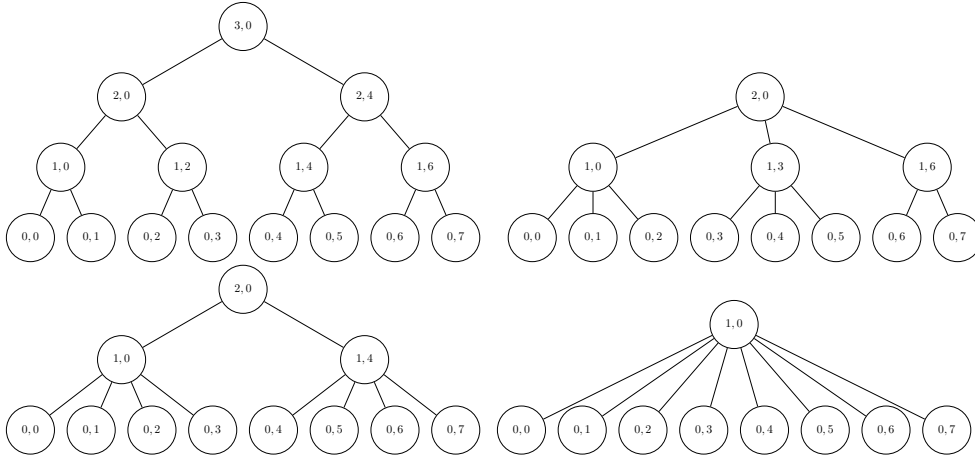 3, 0
2, 0 2, 4
1, 0 1, 2 1, 4 1, 6
0, 0 0, 1 0, 2 0, 3 0, 4 0, 5 0, 6 0, 7
2, 0
1, 0 1, 3 1, 6
0, 0 0, 1 0, 2 0, 3 0, 4 0, 5 0, 6 0, 7
2, 0
1, 0 1, 4
0, 0 0, 1 0, 2 0, 3 0, 4 0, 5 0, 6 0, 7
1, 0
0, 0 0, 1 0, 2 0, 3 0, 4 0, 5 0, 6 0, 7